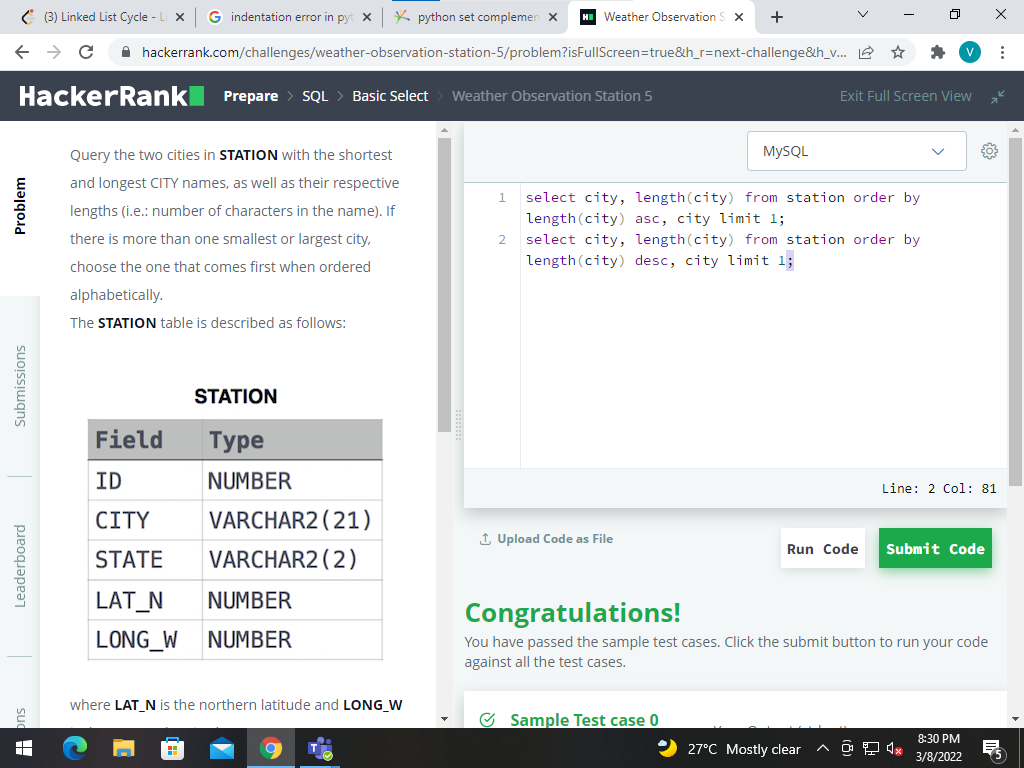 (3) Linked List Cycle - L
indentation error in pyt
python set complemen
Weather Observation S
hackerrank.com/challenges/weather-observation-station-5/problem?isFullScreen=true&h_r=next-challenge&h_v...
V
HackerRank
Prepare > SQL > Basic Select > Weather Observation Station 5
Exit Full Screen View
Problem
Submissions
Leaderboard
Query the two cities in STATION with the shortest
and longest CITY names, as well as their respective
lengths (i.e.: number of characters in the name). If
there is more than one smallest or largest city,
choose the one that comes first when ordered
alphabetically.
The STATION table is described as follows:
STATION
Field Type
ID NUMBER
CITY VARCHAR2(21)
STATE VARCHAR2(2)
LAT_N NUMBER
LONG_W NUMBER
where LAT_N is the northern latitude and LONG_W
MySQL
1 select city, length(city) from station order by
length(city) asc, city limit 1;
2 select city, length(city) from station order by
length(city) desc, city limit 1;
Line: 2 Col: 81
Upload Code as File
Run Code
Submit Code
Congratulations!
You have passed the sample test cases. Click the submit button to run your code
against all the test cases.
Sample Test case 0
27°C Mostly clear
8:30 PM
3/8/2022
5